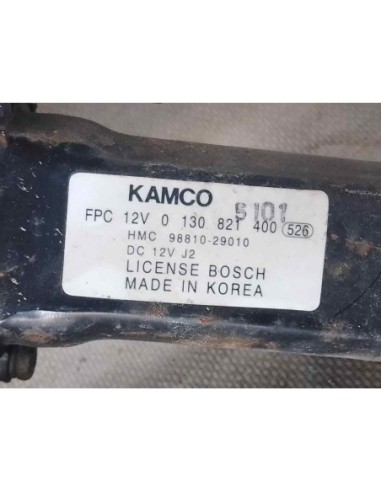 KAMCO
5101
FPC 12V 0 130 821 400 526
HMC 98810-29010
DC 12V J2
LICENSE BOSCH
MADE IN KOREA